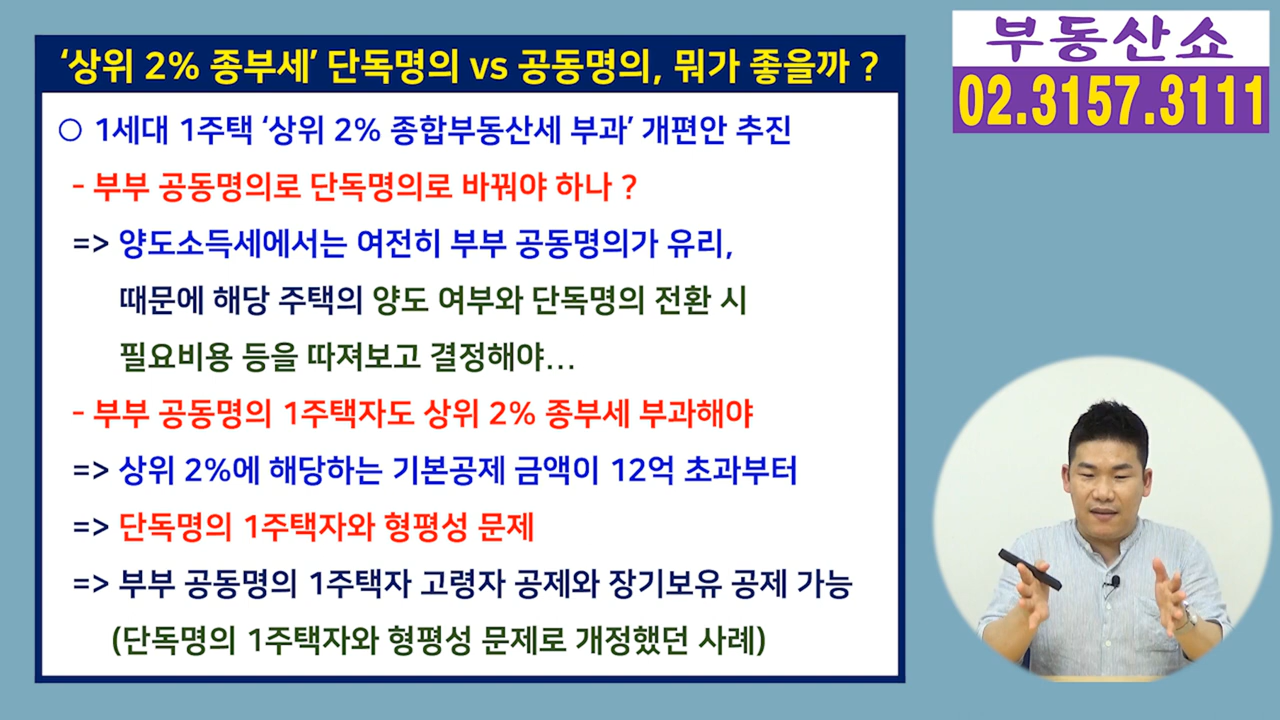 '상위 2% 종부세' 단독명의 vs 공동명의, 뭐가 좋을까 ?
부동산쇼
02.3157.3111
○ 1세대 1주택 '상위 2% 종합부동산세 부과' 개편안 추진
- 부부 공동명의로 단독명의로 바꿔야 하나 ?
=> 양도소득세에서는 여전히 부부 공동명의가 유리,
때문에 해당 주택의 양도 여부와 단독명의 전환 시
필요비용 등을 따져보고 결정해야...
- 부부 공동명의 1주택자도 상위 2% 종부세 부과해야
=> 상위 2%에 해당하는 기본공제 금액이 12억 초과부터
=> 단독명의 1주택자와 형평성 문제
=> 부부 공동명의 1주택자 고령자 공제와 장기보유 공제 가능
(단독명의 1주택자와 형평성 문제로 개정했던 사례)